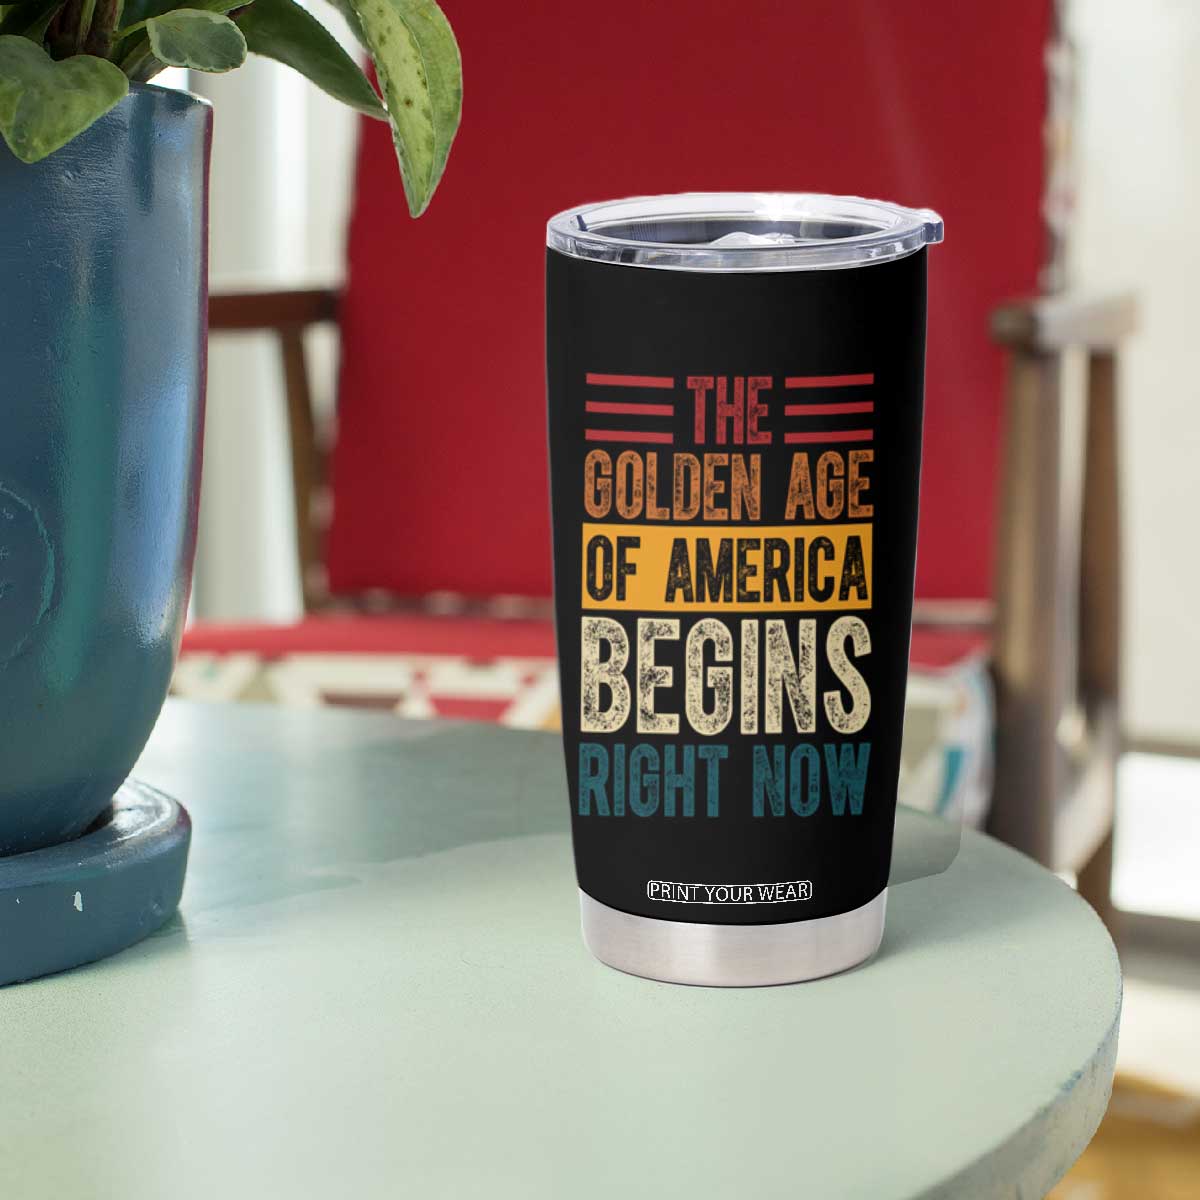 THE
GOLDEN AGE
OF AMERICA
BEGINS
RIGHT NOW
PRINT YOUR WEAR